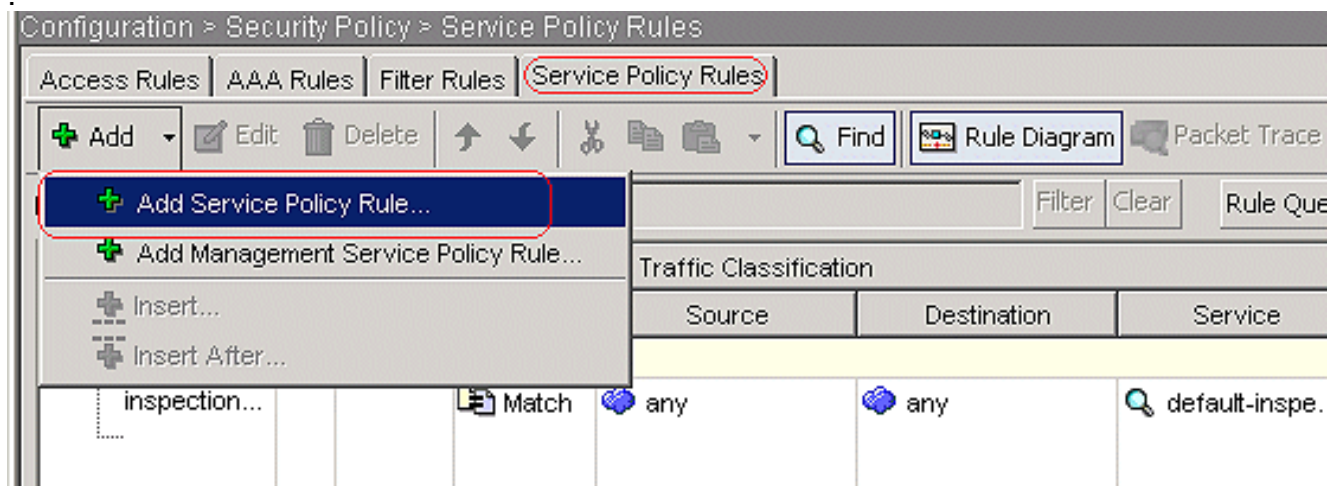 Configuration > Security Policy > Service Policy Rules
Access Rules AAA Rules Filter Rules Service Policy Rules
Add Edit Delete Find Rule Diagram Packet Trace
Add Service Policy Rule... Filter Clear Rule Que
Add Management Service Policy Rule... Traffic Classification
Insert... Source Destination Service
Insert After...
inspection... Match any any default-inspe.